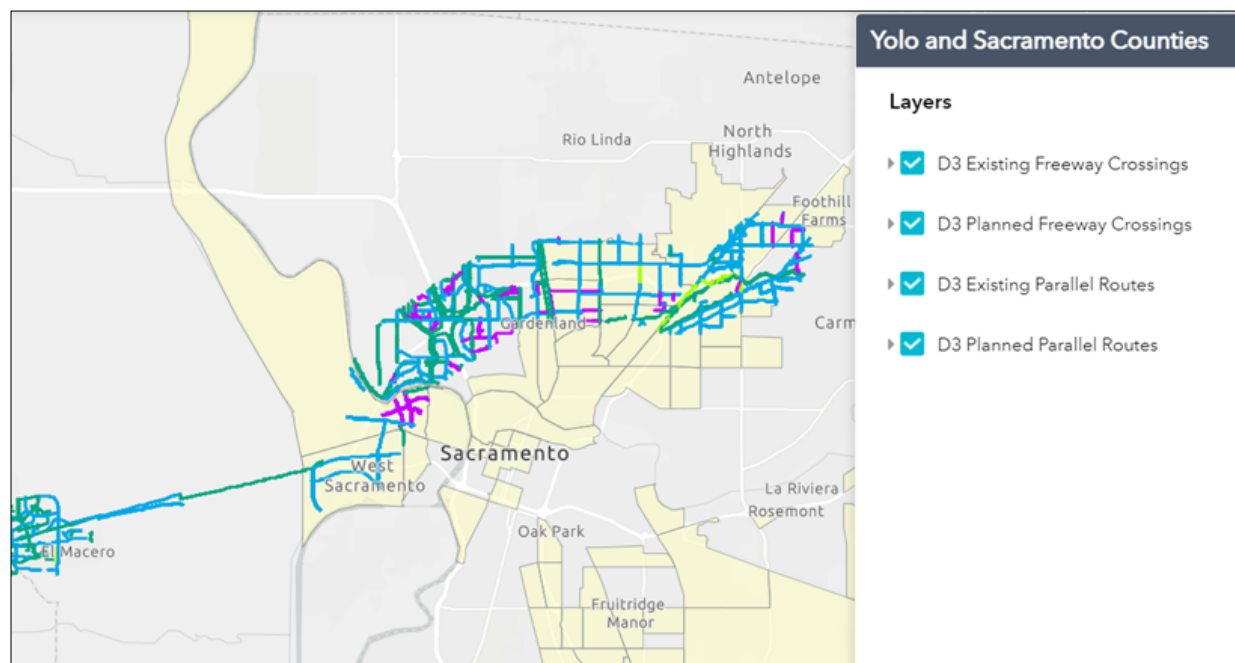 Yolo and Sacramento Counties
Layers
D3 Existing Freeway Crossings
D3 Planned Freeway Crossings
D3 Existing Parallel Routes
D3 Planned Parallel Routes
Antelope
Rio Linda
North
Highlands
Foothill
Farms
Gardenland
Carm
Sacramento
West
Sacramento
La Riviera
Rosemont
Oak Park
El Macero
Fruitridge
Manor